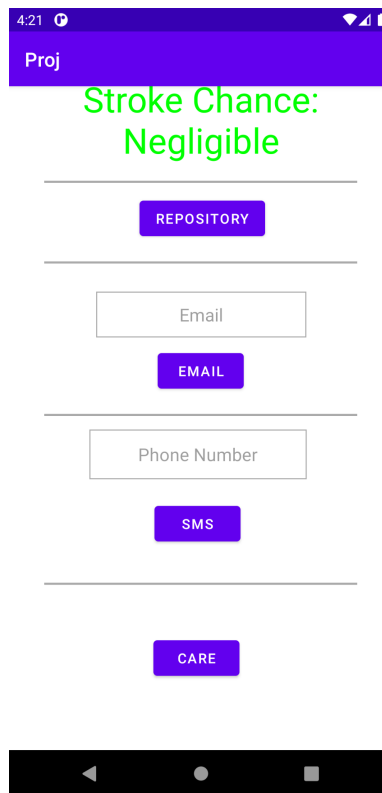 4:21
Proj
Stroke Chance:
Negligible
REPOSITORY
Email
EMAIL
Phone Number
SMS
CARE